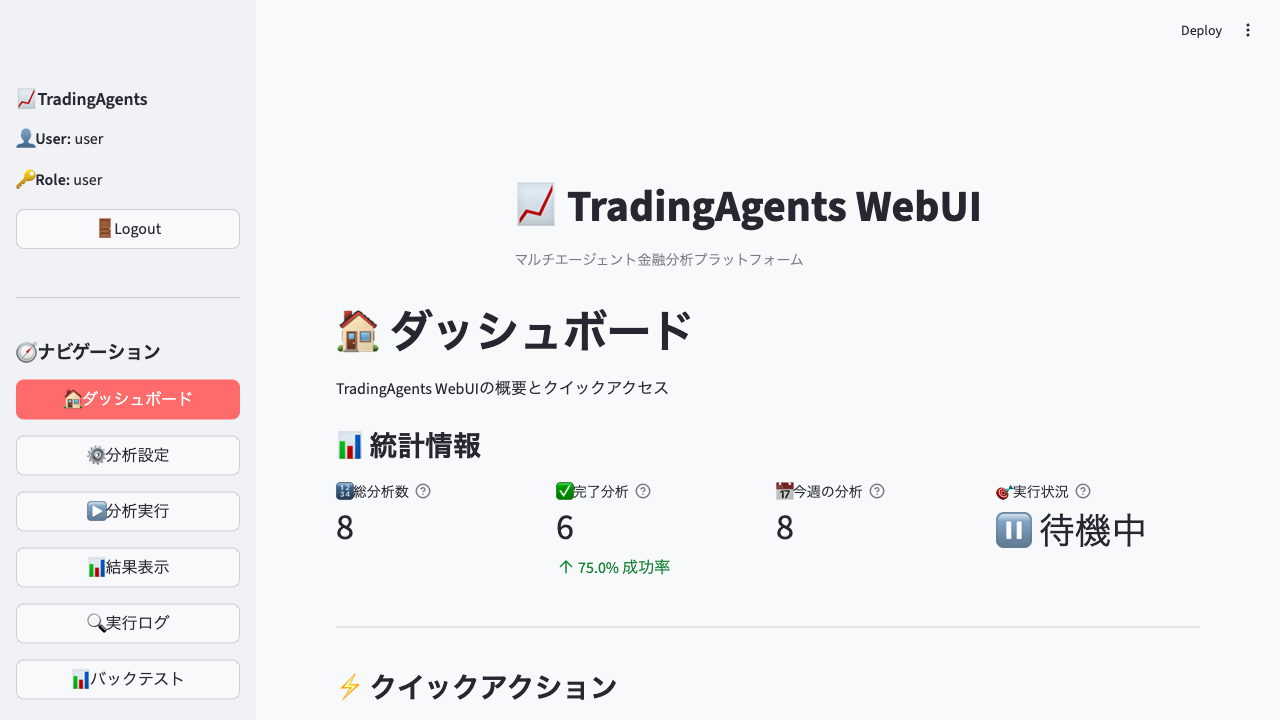 Deploy
TradingAgents
User: user
Role: user
Logout
ナビゲーション
ダッシュボード
分析設定
分析実行
結果表示
実行ログ
バックテスト
TradingAgents WebUI
マルチエージェント金融分析プラットフォーム
ダッシュボード
TradingAgents WebUIの概要とクイックアクセス
統計情報
総分析数
8
完了分析
6
↑ 75.0% 成功率
今週の分析
8
実行状況
待機中
クイックアクション